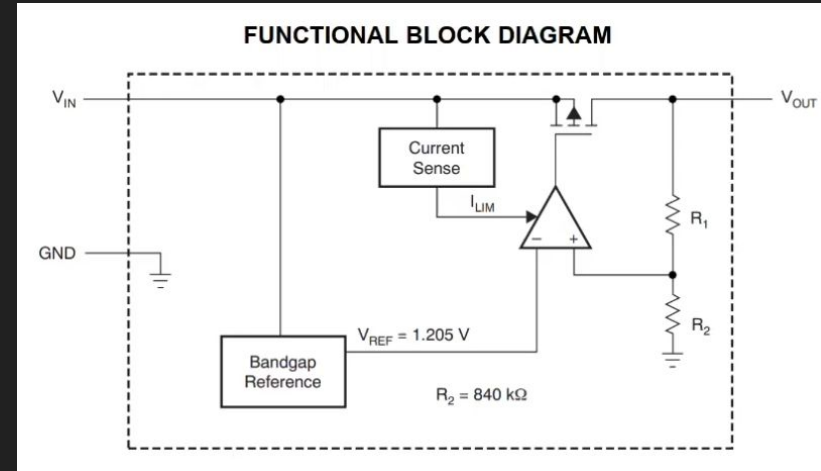 FUNCTIONAL BLOCK DIAGRAM
VIN
VOUT
Current
Sense
ILIM
R1
− +
GND
R2
VREF = 1.205 V
Bandgap
Reference
R2 = 840 kΩ